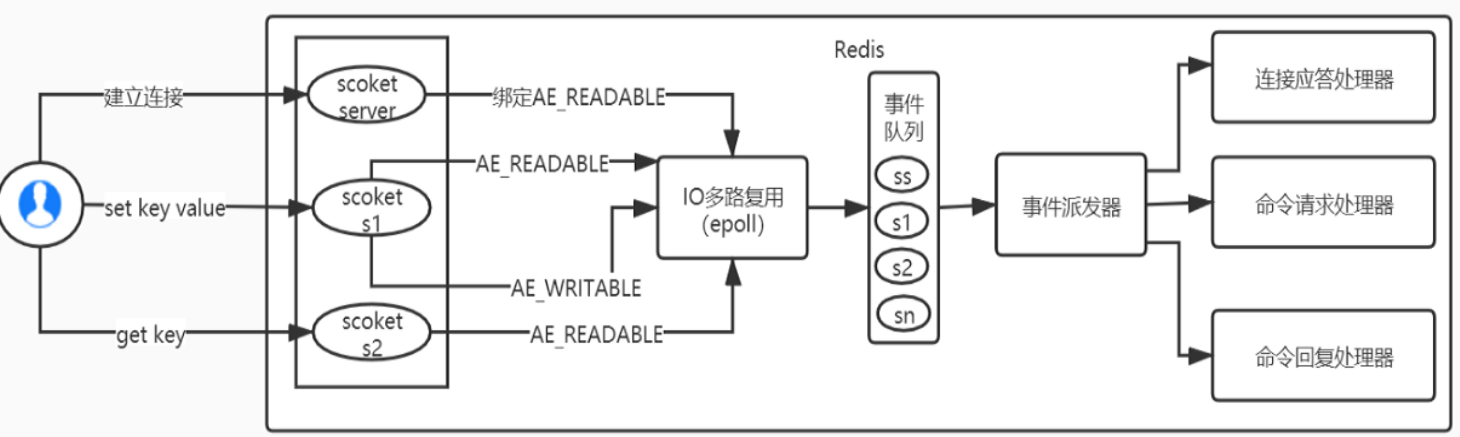 Redis
建立连接
scoket
server
绑定AE_READABLE
set key value
scoket
s1
AE_READABLE
AE_WRITABLE
get key
scoket
s2
AE_READABLE
IO多路复用
(epoll)
事件
队列
ss
s1
s2
sn
事件派发器
连接应答处理器
命令请求处理器
命令回复处理器